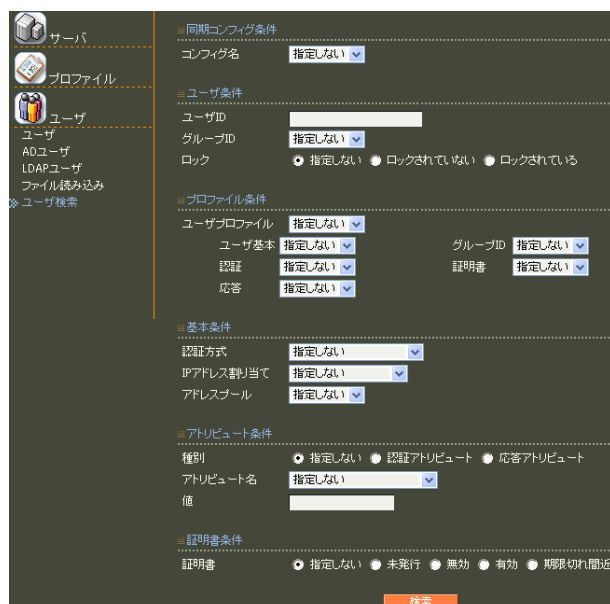 サーバ
プロファイル
ユーザ
ユーザ
ADユーザ
LDAPユーザ
ファイル読み込み
ユーザ検索
同期コンフィグ条件
コンフィグ名 指定しない
ユーザ条件
ユーザID
グループID 指定しない
ロック 指定しない ロックされていない ロックされている
プロファイル条件
ユーザプロファイル 指定しない
ユーザ基本 指定しない グループID 指定しない
認証 指定しない 証明書 指定しない
応答 指定しない
基本条件
認証方式 指定しない
IPアドレス割り当て 指定しない
アドレスプール 指定しない
アトリビュート条件
種別 指定しない 認証アトリビュート 応答アトリビュート
アトリビュート名 指定しない
値
証明書条件
証明書 指定しない 未発行 無効 有効 期限切れ間近
検索